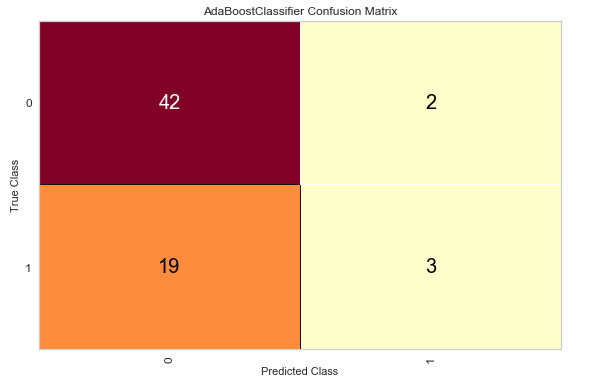 AdaBoostClassifier Confusion Matrix
True Class
0
42
2
1
19
3
0
1
Predicted Class